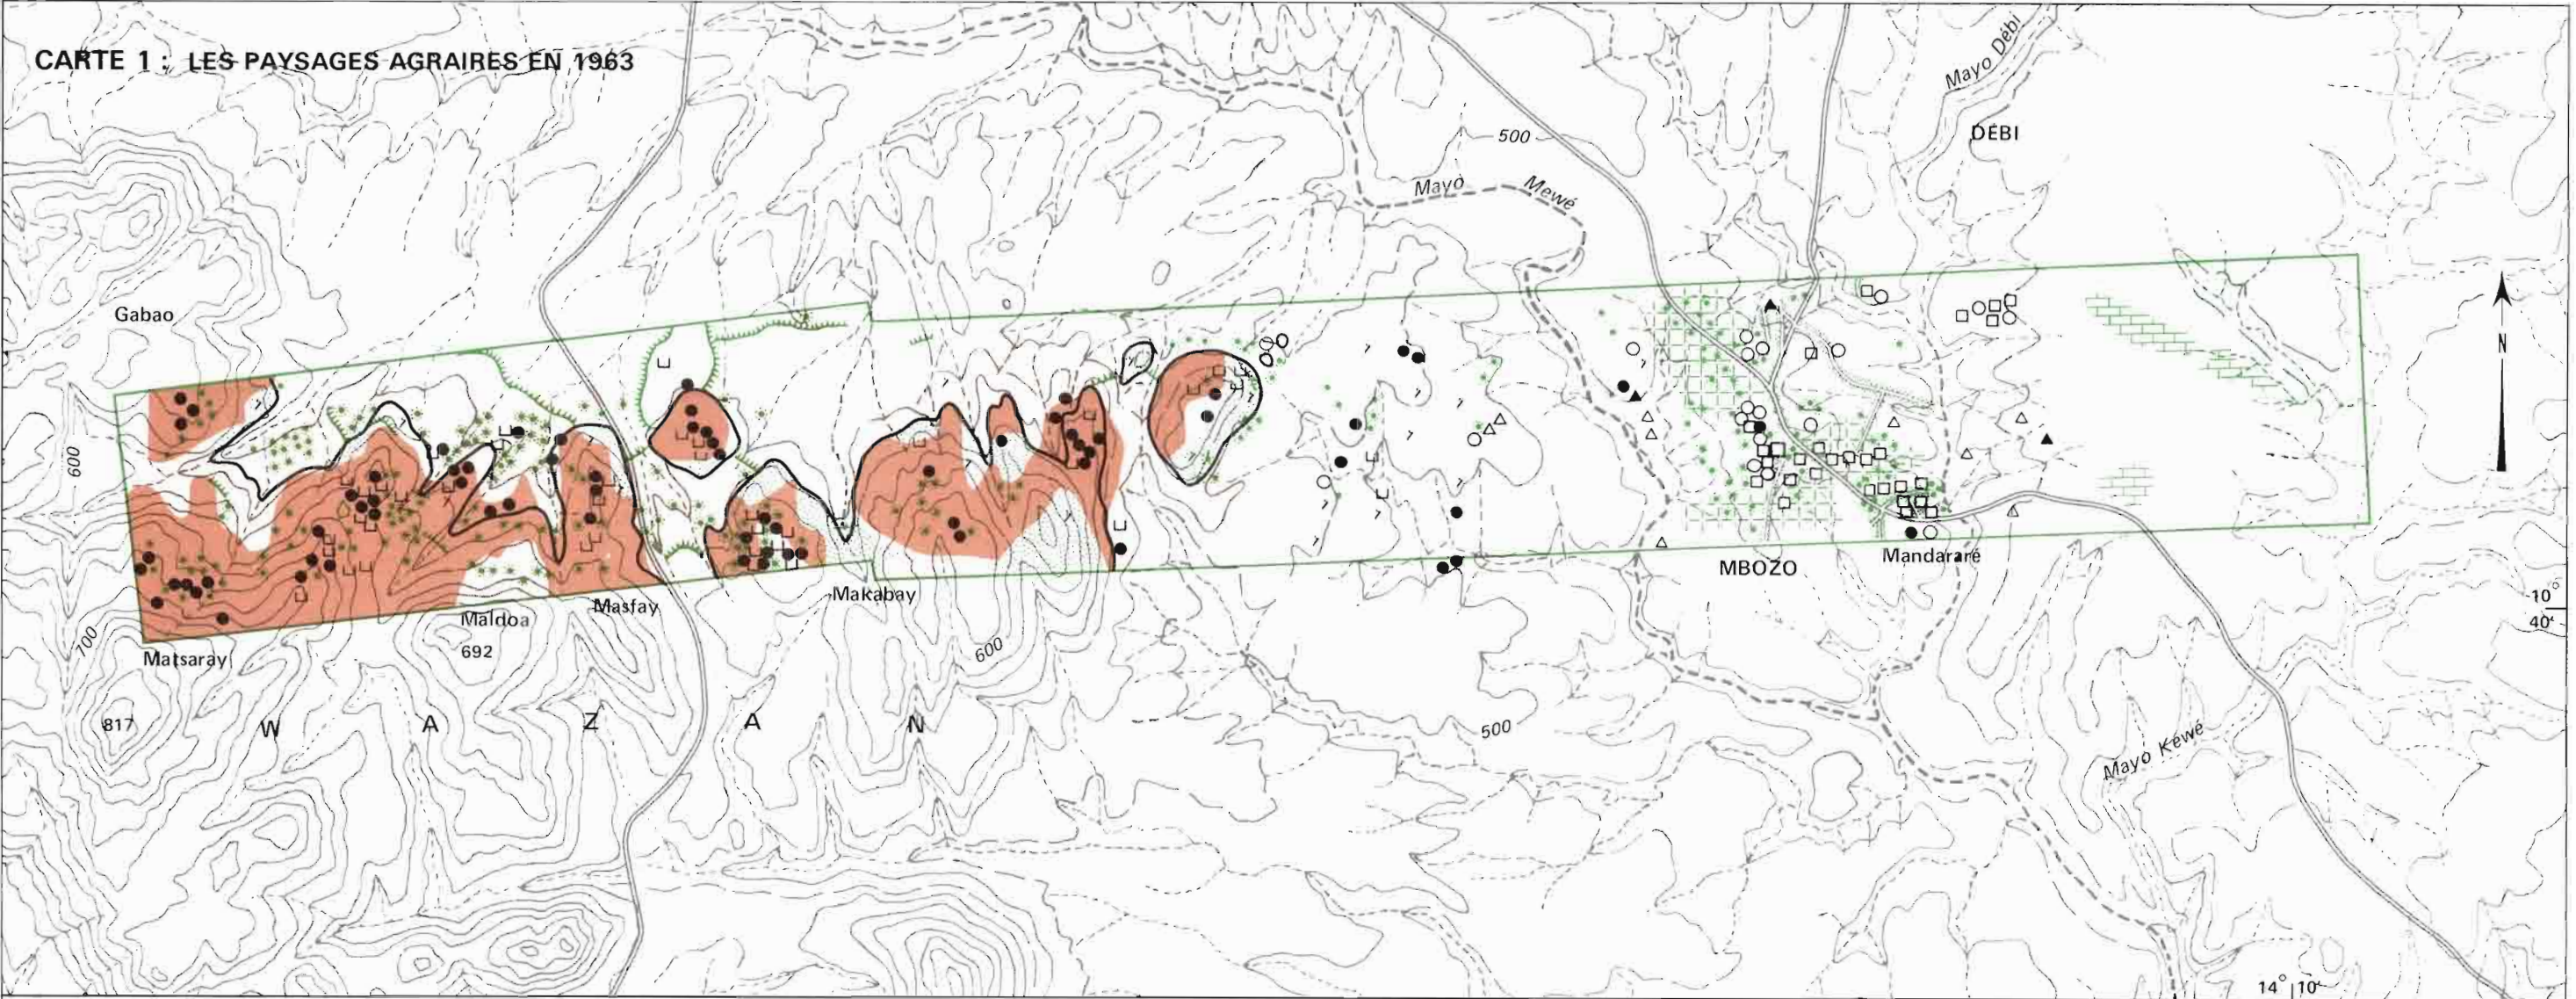 CARTE 1 : LES PAYSAGES AGRAIRES EN 1963
Mayo Débi
DÉBI
500
Mayo Mewé
Gabao
N
600
MBOZO
Mandararé
Makabay
Masfay
Maldoa
692
Matsaray
700
600
10°
40'
817
W A Z A N
500
Mayo Kéwé
14° 10'